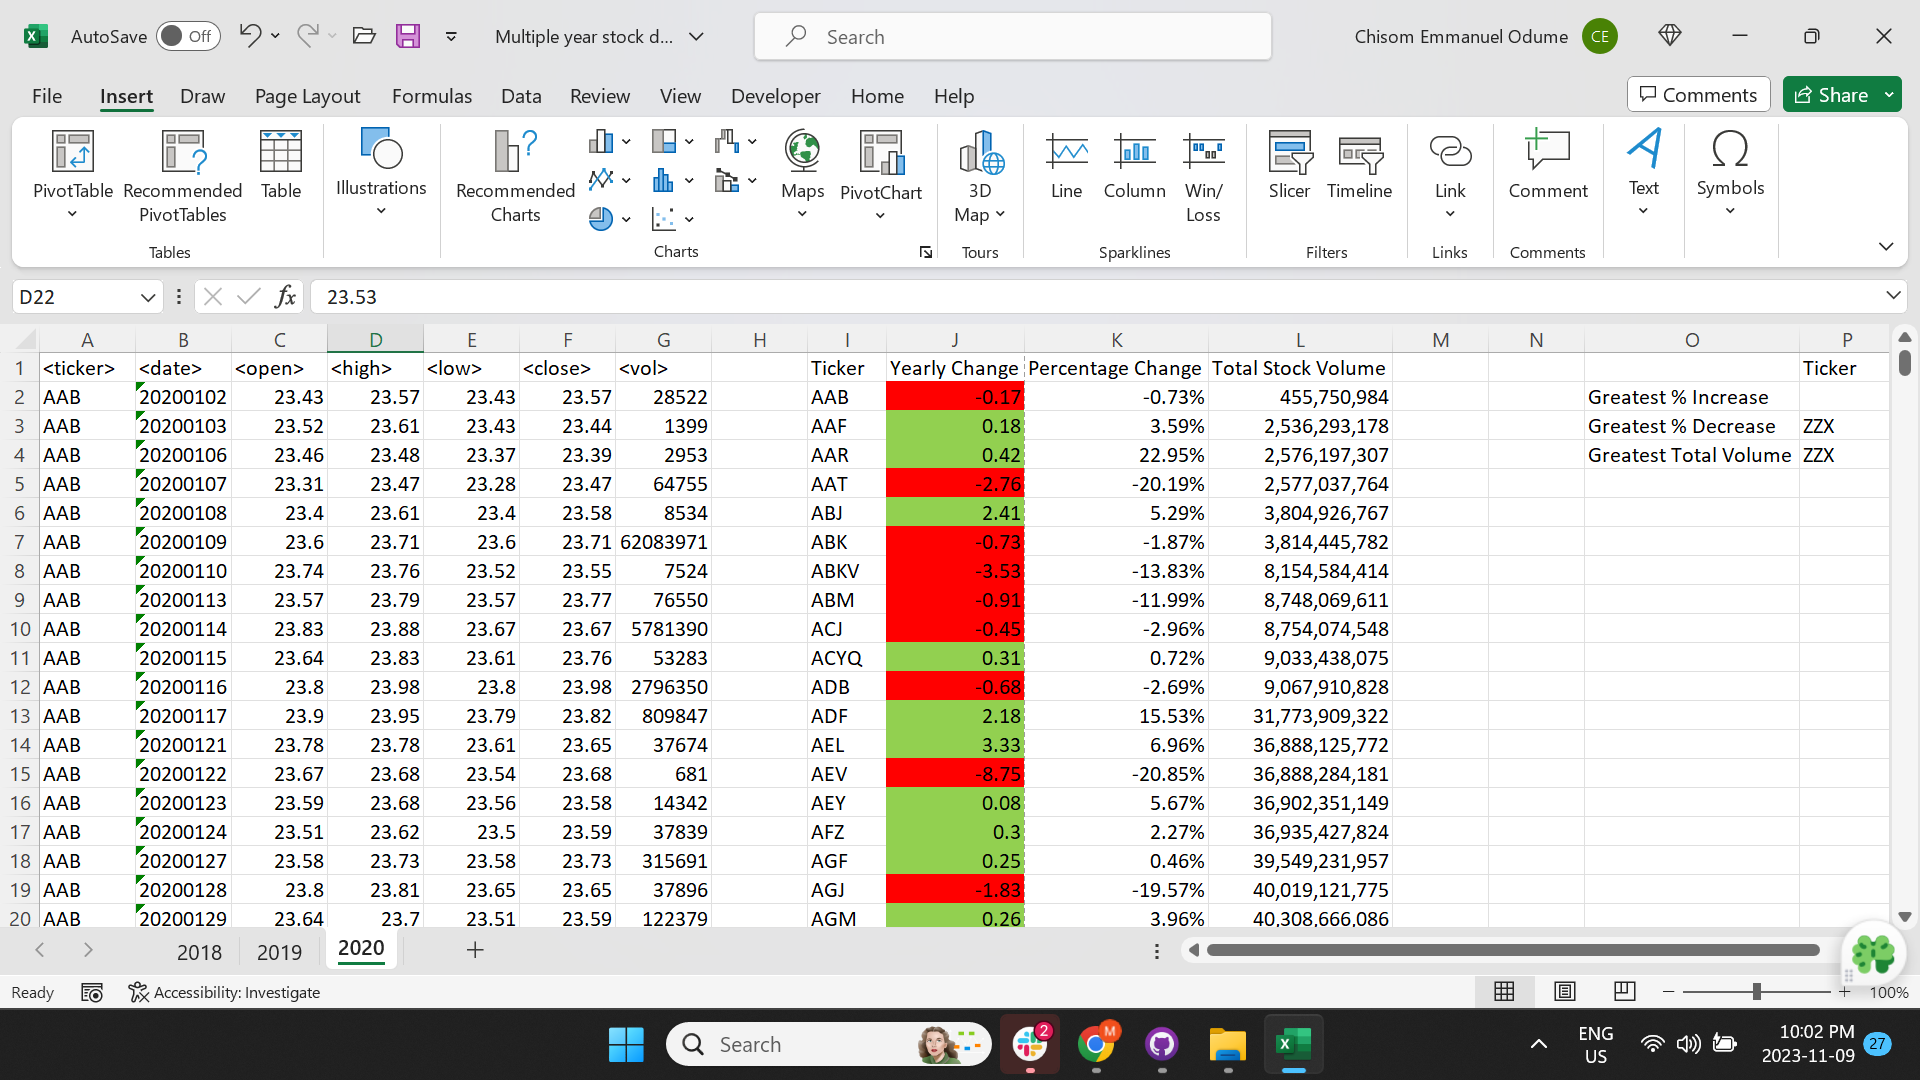 AutoSave Off Multiple year stock d... Search Chisom Emmanuel Odume CE
File Insert Draw Page Layout Formulas Data Review View Developer Home Help Comments Share
PivotTable Recommended PivotTables Table Illustrations Recommended Charts Maps PivotChart 3D Map Line Column Win/Loss Slicer Timeline Link Comment Text Symbols
Tables Charts Tours Sparklines Filters Links Comments
D22 fx 23.53
A B C D E F G H I J K L M N O P
1 <ticker> <date> <open> <high> <low> <close> <vol> Ticker Yearly Change Percentage Change Total Stock Volume Ticker
2 AAB 20200102 23.43 23.57 23.43 23.57 28522 AAB -0.17 -0.73% 455,750,984 Greatest % Increase
3 AAB 20200103 23.52 23.61 23.43 23.44 1399 AAF 0.18 3.59% 2,536,293,178 Greatest % Decrease ZZX
4 AAB 20200106 23.46 23.48 23.37 23.39 2953 AAR 0.42 22.95% 2,576,197,307 Greatest Total Volume ZZX
5 AAB 20200107 23.31 23.47 23.28 23.47 64755 AAT -2.76 -20.19% 2,577,037,764
6 AAB 20200108 23.4 23.61 23.4 23.58 8534 ABJ 2.41 5.29% 3,804,926,767
7 AAB 20200109 23.6 23.71 23.6 23.71 62083971 ABK -0.73 -1.87% 3,814,445,782
8 AAB 20200110 23.74 23.76 23.52 23.55 7524 ABKV -3.53 -13.83% 8,154,584,414
9 AAB 20200113 23.57 23.79 23.57 23.77 76550 ABM -0.91 -11.99% 8,748,069,611
10 AAB 20200114 23.83 23.88 23.67 23.67 5781390 ACJ -0.45 -2.96% 8,754,074,548
11 AAB 20200115 23.64 23.83 23.61 23.76 53283 ACYQ 0.31 0.72% 9,033,438,075
12 AAB 20200116 23.8 23.98 23.8 23.98 2796350 ADB -0.68 -2.69% 9,067,910,828
13 AAB 20200117 23.9 23.95 23.79 23.82 809847 ADF 2.18 15.53% 31,773,909,322
14 AAB 20200121 23.78 23.78 23.61 23.65 37674 AEL 3.33 6.96% 36,888,125,772
15 AAB 20200122 23.67 23.68 23.54 23.68 681 AEV -8.75 -20.85% 36,888,284,181
16 AAB 20200123 23.59 23.68 23.56 23.58 14342 AEY 0.08 5.67% 36,902,351,149
17 AAB 20200124 23.51 23.62 23.5 23.59 37839 AFZ 0.3 2.27% 36,935,427,824
18 AAB 20200127 23.58 23.73 23.58 23.73 315691 AGF 0.25 0.46% 39,549,231,957
19 AAB 20200128 23.8 23.81 23.65 23.65 37896 AGJ -1.83 -19.57% 40,019,121,775
20 AAB 20200129 23.64 23.7 23.51 23.59 122379 AGM 0.26 3.96% 40,308,666,086
2018 2019 2020
Ready Accessibility: Investigate 100%
Search 2 M ENG US 10:02 PM 2023-11-09 27